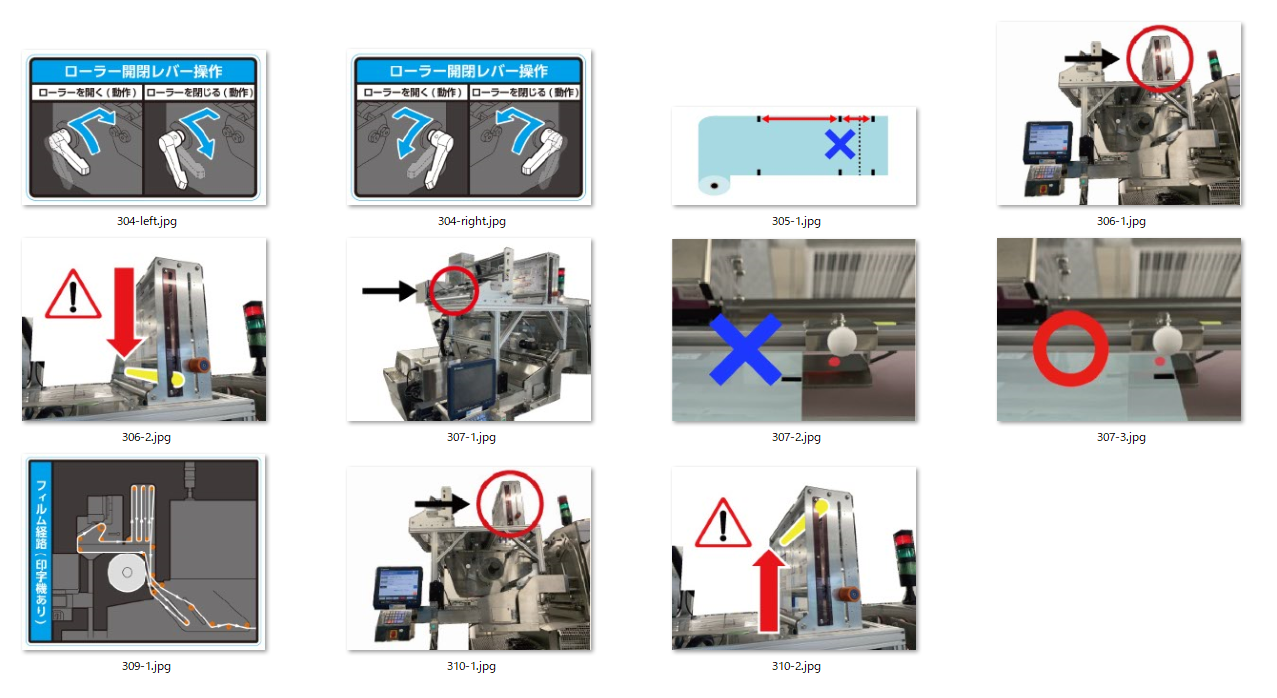 ローラー開閉レバー操作
ローラーを開く(動作)
ローラーを閉じる(動作)
304-left.jpg
ローラー開閉レバー操作
ローラーを開く(動作)
ローラーを閉じる(動作)
304-right.jpg
305-1.jpg
306-1.jpg
306-2.jpg
307-1.jpg
307-2.jpg
307-3.jpg
フィルム経路(印字機あり)
309-1.jpg
310-1.jpg
310-2.jpg